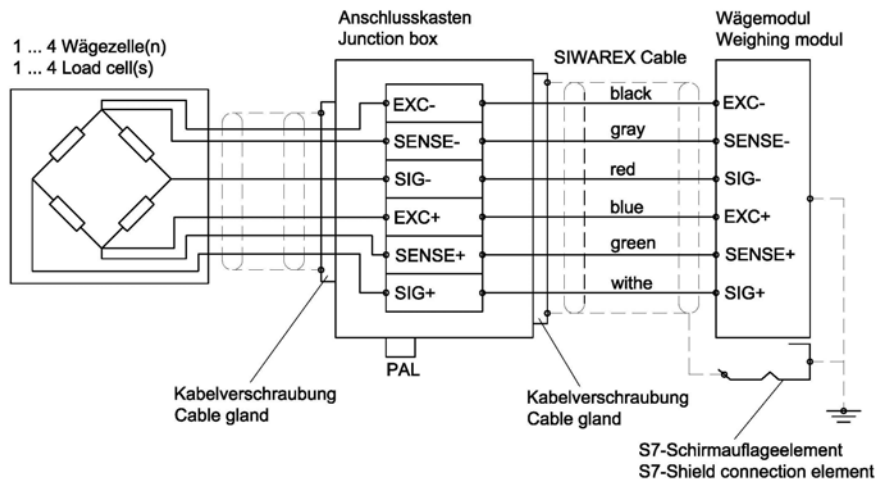 1 ... 4 Wägezelle(n)
1 ... 4 Load cell(s)
Anschlusskasten
Junction box
SIWAREX Cable
Wägemodul
Weighing modul
EXC-
SENSE-
SIG-
EXC+
SENSE+
SIG+
black
gray
red
blue
green
withe
EXC-
SENSE-
SIG-
EXC+
SENSE+
SIG+
PAL
Kabelverschraubung
Cable gland
Kabelverschraubung
Cable gland
S7-Schirmauflageelement
S7-Shield connection element